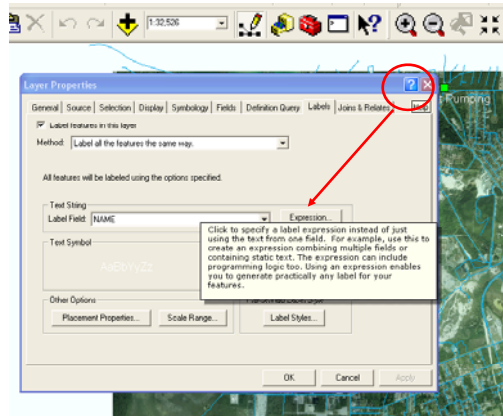 1:32,526
Layer Properties
General Source Selection Display Symbology Fields Definition Query Labels Joins & Relates
Pumping
Label features in this layer
Method: Label all the features the same way.
All features will be labeled using the options specified.
Text String
Label Field: NAME Expression...
Click to specify a label expression instead of just
using the text from one field. For example, use this to
create an expression combining multiple fields or
containing static text. The expression can include
programming logic too. Using an expression enables
you to generate practically any label for your
features.
Text Symbol
AaBbYyZz
Other Options
Placement Properties... Scale Range... Label Styles...
OK Cancel Apply